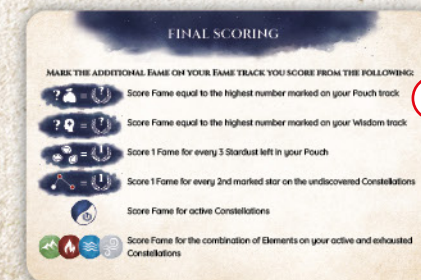 FINAL SCORING
MARK THE ADDITIONAL FAME ON YOUR FAME TRACK YOU SCORE FROM THE FOLLOWING:
? = ? Score Fame equal to the highest number marked on your Pouch track
? = ? Score Fame equal to the highest number marked on your Wisdom track
= 1 Score 1 Fame for every 3 Stardust left in your Pouch
= 1 Score 1 Fame for every 2nd marked star on the undiscovered Constellations
Score Fame for active Constellations
Score Fame for the combination of Elements on your active and exhausted
Constellations